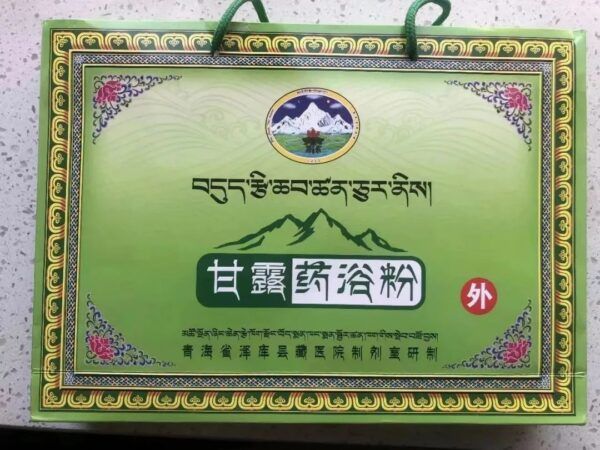 བདུད་རྩི་ཆབ་ཚན་ཅུར་ནིས།
甘露药浴粉
外
青海省泽库县藏医院制剂室研制